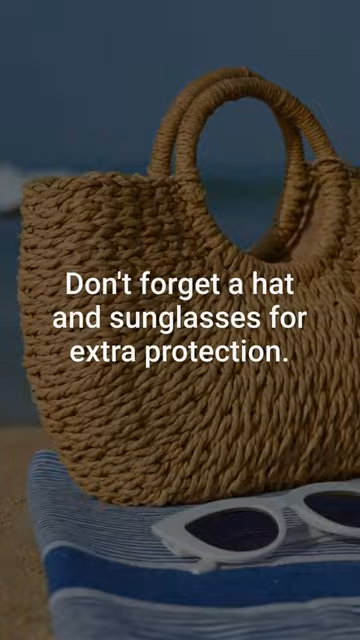 Don't forget a hat
and sunglasses for
extra protection.